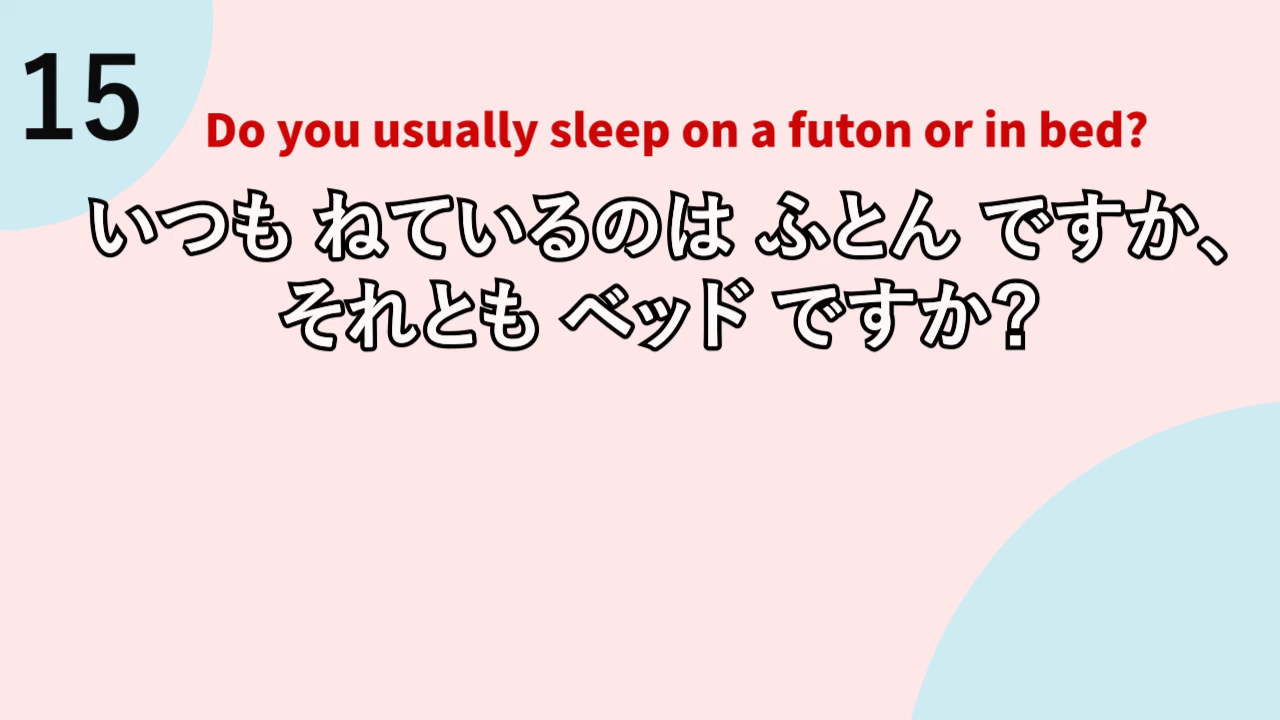 15
Do you usually sleep on a futon or in bed?
いつも ねているのは ふとん ですか、
それとも ベッド ですか?